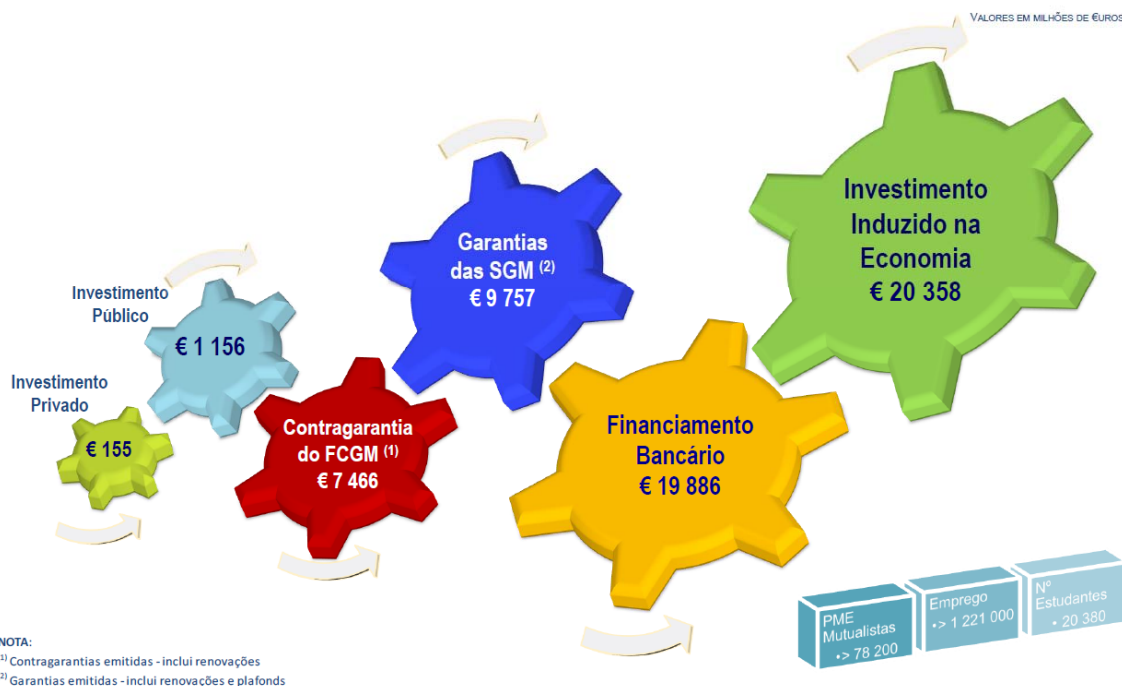 VALORES EM MILHÕES DE €UROS
Investimento
Privado
€ 155
Investimento
Público
€ 1 156
Contragarantia
do FCGM (1)
€ 7 466
Garantias
das SGM (2)
€ 9 757
Financiamento
Bancário
€ 19 886
Investimento
Induzido na
Economia
€ 20 358
PME
Mutualistas
•> 78 200
Emprego
•> 1 221 000
Nº
Estudantes
• 20 380
NOTA:
(1) Contragarantias emitidas - inclui renovações
(2) Garantias emitidas - inclui renovações e plafonds